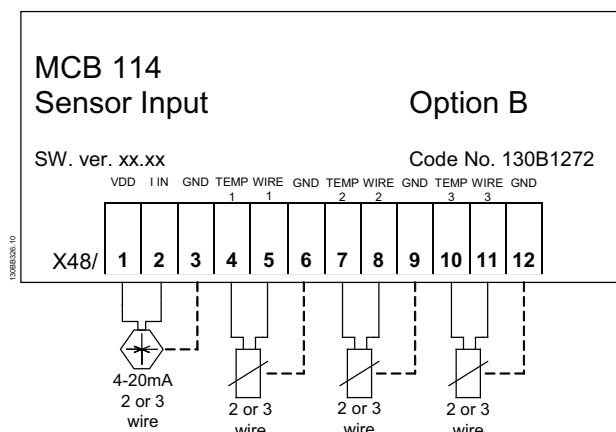 MCB 114
Sensor Input Option B
SW. ver. xx.xx Code No. 130B1272
VDD I IN GND TEMP WIRE GND TEMP WIRE GND TEMP WIRE GND
1 1 2 2 3 3
X48/ 1 2 3 4 5 6 7 8 9 10 11 12
130BB326.10
4-20mA
2 or 3 2 or 3 2 or 3 2 or 3
wire wire wire wire